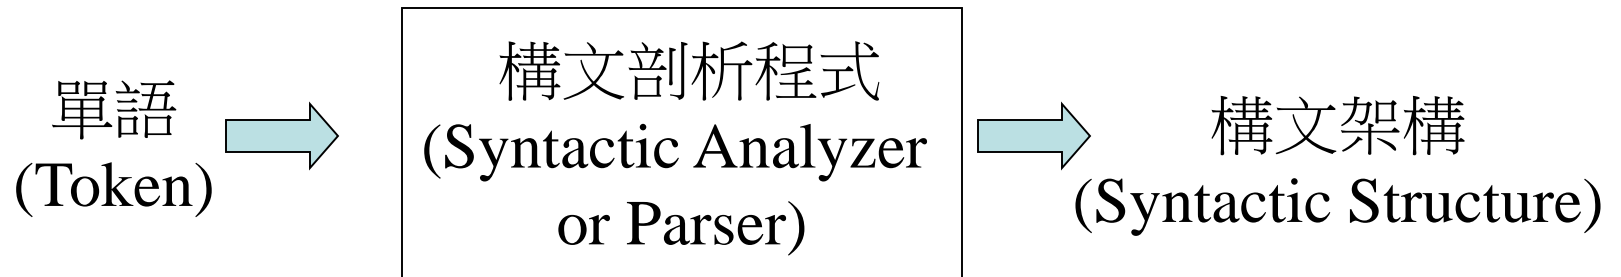 單語
(Token)
構文剖析程式
(Syntactic Analyzer
or Parser)
構文架構
(Syntactic Structure)